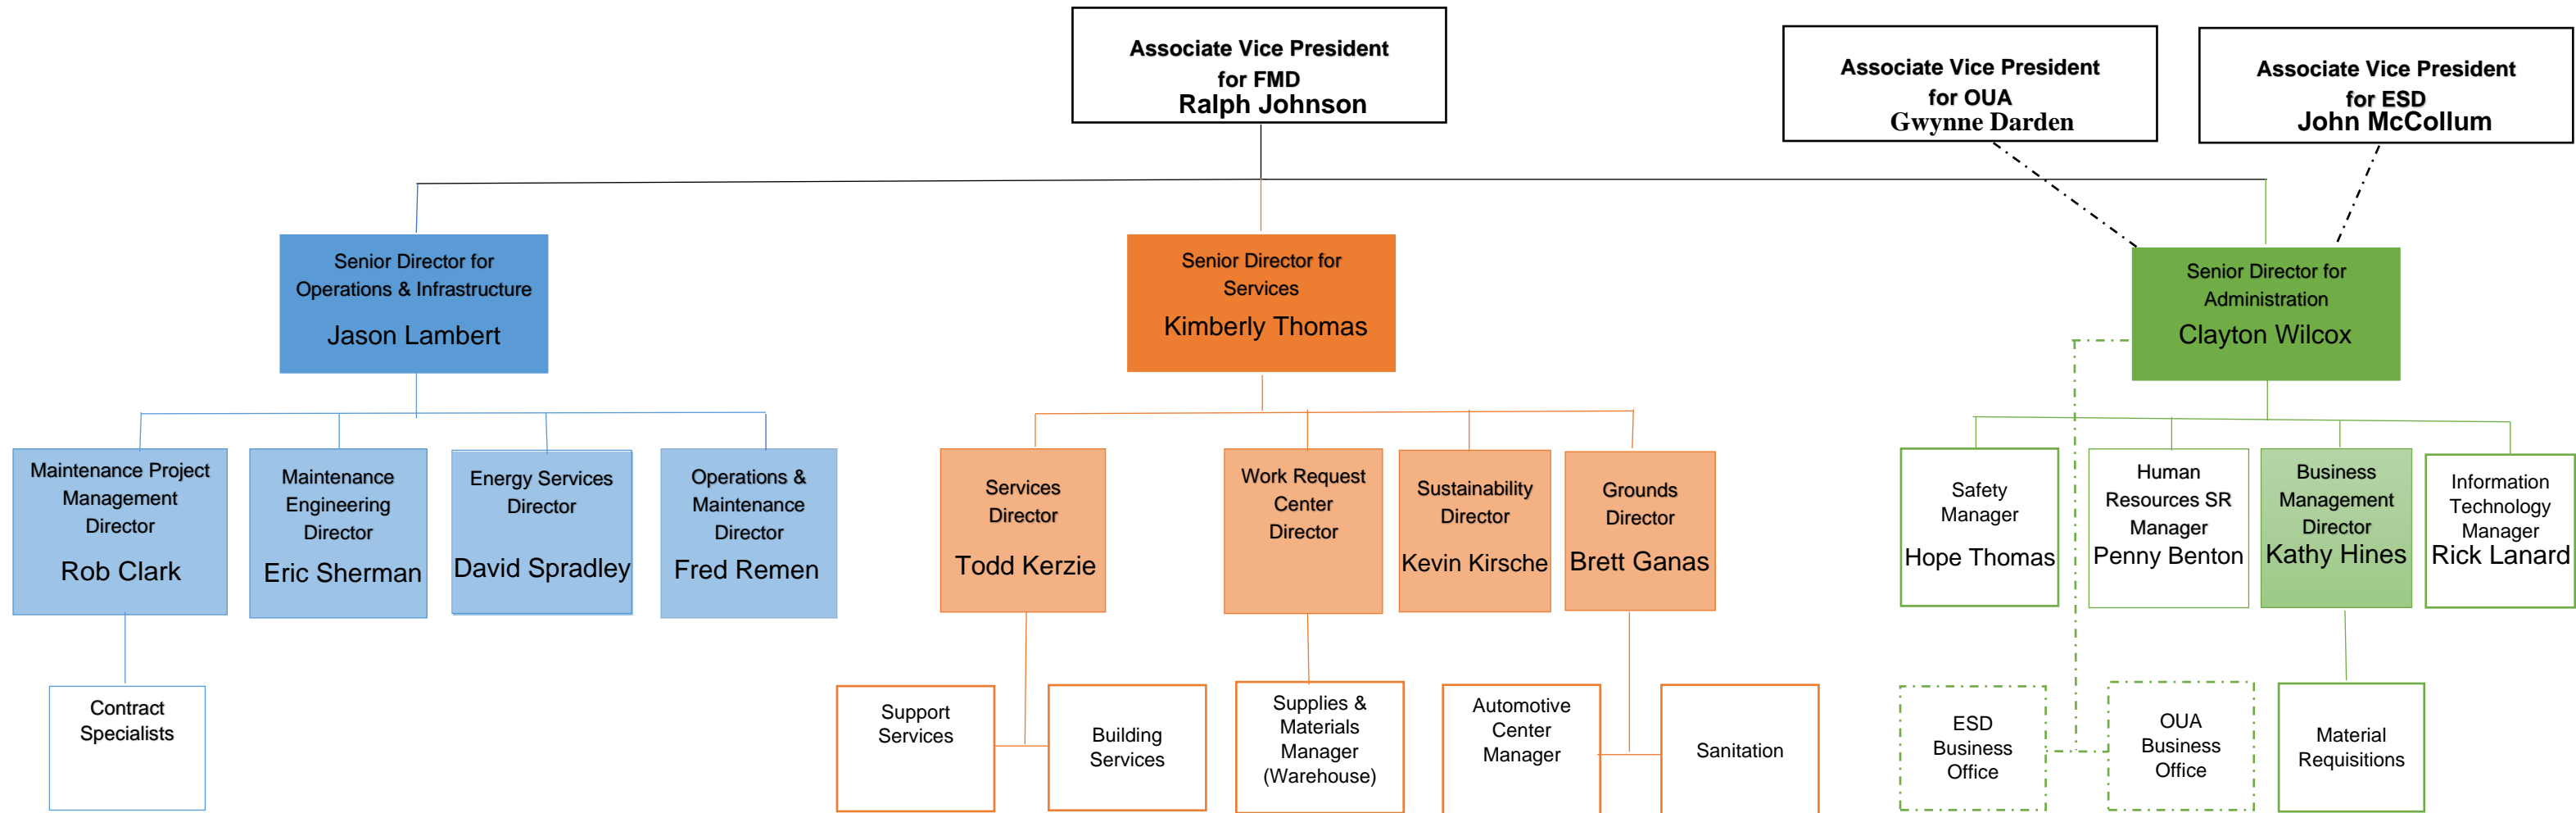 Associate Vice President
for FMD
Ralph Johnson
Associate Vice President
for OUA
Gwynne Darden
Associate Vice President
for ESD
John McCollum
Senior Director for
Operations & Infrastructure
Jason Lambert
Senior Director for
Services
Kimberly Thomas
Senior Director for
Administration
Clayton Wilcox
Maintenance Project
Management
Director
Rob Clark
Maintenance
Engineering
Director
Eric Sherman
Energy Services
Director
David Spradley
Operations &
Maintenance
Director
Fred Remen
Services
Director
Todd Kerzie
Work Request
Center
Director
Sustainability
Director
Kevin Kirsche
Grounds
Director
Brett Ganas
Safety
Manager
Hope Thomas
Human
Resources SR
Manager
Penny Benton
Business
Management
Director
Kathy Hines
Information
Technology
Manager
Rick Lanard
Contract
Specialists
Support
Services
Building
Services
Supplies &
Materials
Manager
(Warehouse)
Automotive
Center
Manager
Sanitation
ESD
Business
Office
OUA
Business
Office
Material
Requisitions